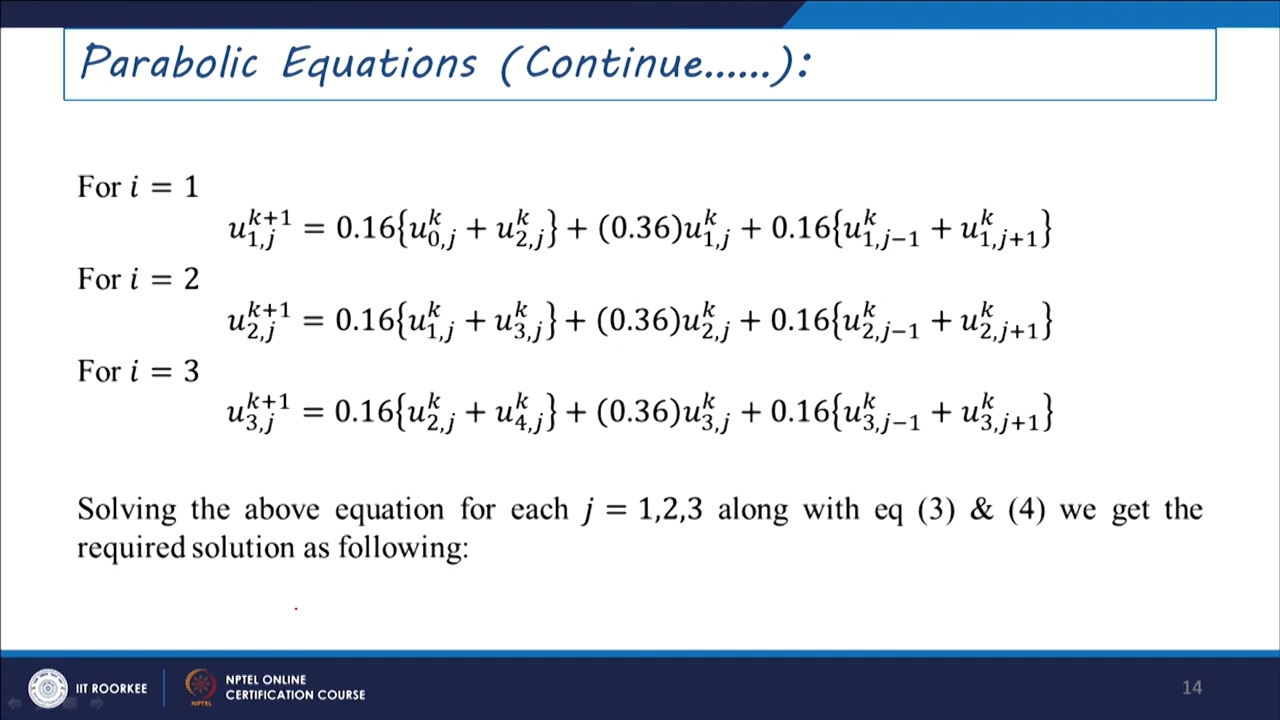 Parabolic Equations (Continue......):
For i = 1
u_{1,j}^{k+1} = 0.16{u_{0,j}^{k} + u_{2,j}^{k}} + (0.36)u_{1,j}^{k} + 0.16{u_{1,j−1}^{k} + u_{1,j+1}^{k}}
For i = 2
u_{2,j}^{k+1} = 0.16{u_{1,j}^{k} + u_{3,j}^{k}} + (0.36)u_{2,j}^{k} + 0.16{u_{2,j−1}^{k} + u_{2,j+1}^{k}}
For i = 3
u_{3,j}^{k+1} = 0.16{u_{2,j}^{k} + u_{4,j}^{k}} + (0.36)u_{3,j}^{k} + 0.16{u_{3,j−1}^{k} + u_{3,j+1}^{k}}
Solving the above equation for each j = 1,2,3 along with eq (3) & (4) we get the
required solution as following:
IIT ROORKEE
NPTEL
NPTEL ONLINE
CERTIFICATION COURSE
14